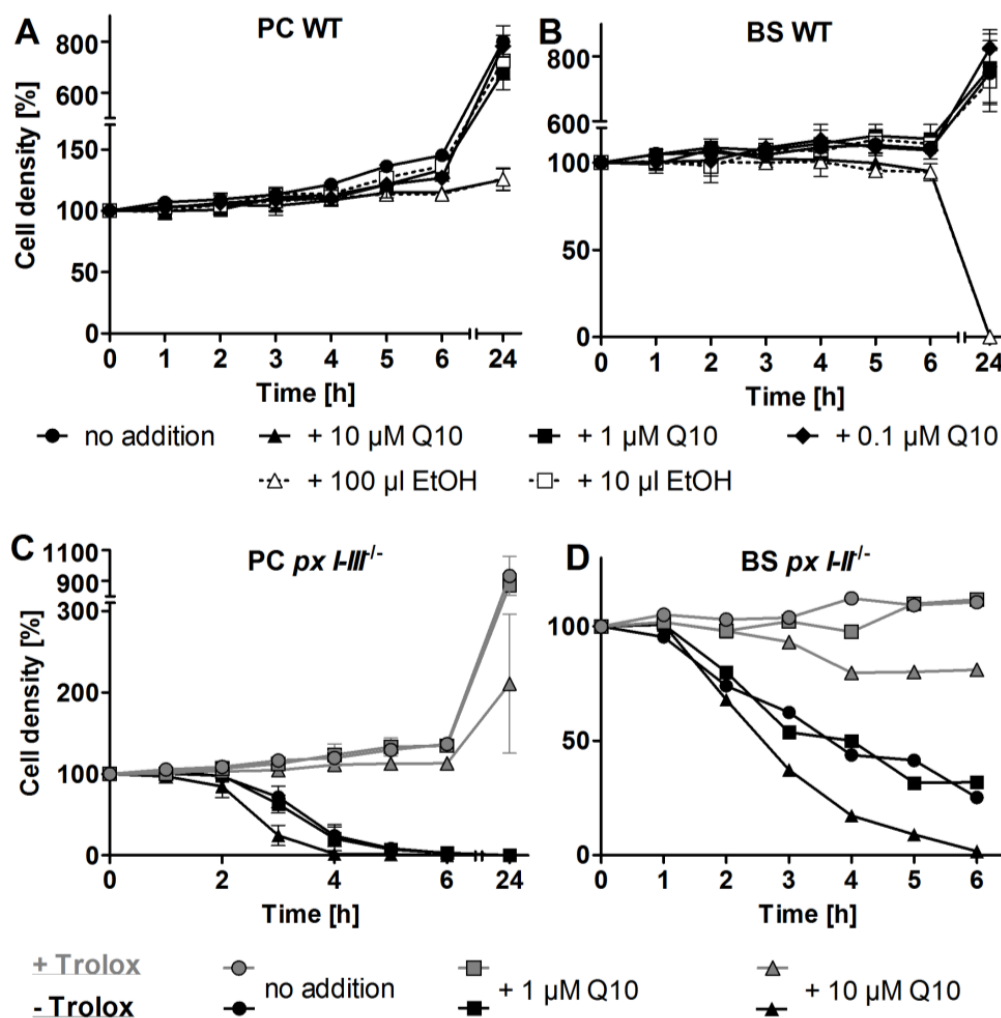 A PC WT
Cell density [%]
800
600
150
100
50
0
0 1 2 3 4 5 6 24
Time [h]
B BS WT
800
600
100
50
0
0 1 2 3 4 5 6 24
Time [h]
no addition + 10 µM Q10 + 1 µM Q10 + 0.1 µM Q10
+ 100 µl EtOH + 10 µl EtOH
C PC px I-III-/-
Cell density [%]
1100
900
300
200
100
0
0 2 4 6 24
Time [h]
D BS px I-II-/-
100
50
0
0 1 2 3 4 5 6
Time [h]
+ Trolox
- Trolox
no addition + 1 µM Q10 + 10 µM Q10